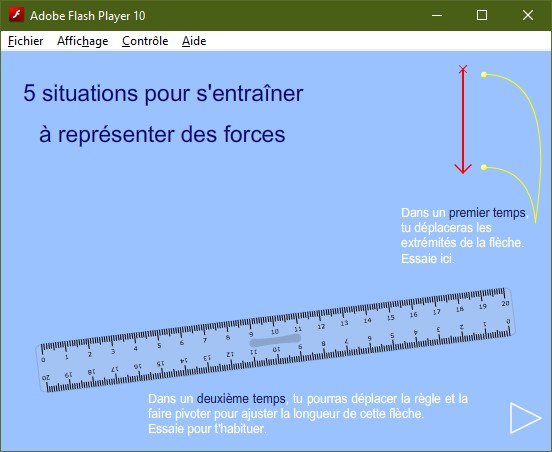 Adobe Flash Player 10
Fichier Affichage Contrôle Aide
5 situations pour s'entraîner
à représenter des forces
Dans un premier temps,
tu déplaceras les
extrémités de la flèche.
Essaie ici.
0 1 2 3 4 5 6 7 8 9 10 11 12 13 14 15 16 17 18 19 20
20 19 18 17 16 15 14 13 12 11 10 9 8 7 6 5 4 3 2 1 0
Dans un deuxième temps, tu pourras déplacer la règle et la
faire pivoter pour ajuster la longueur de cette flèche.
Essaie pour t'habituer.